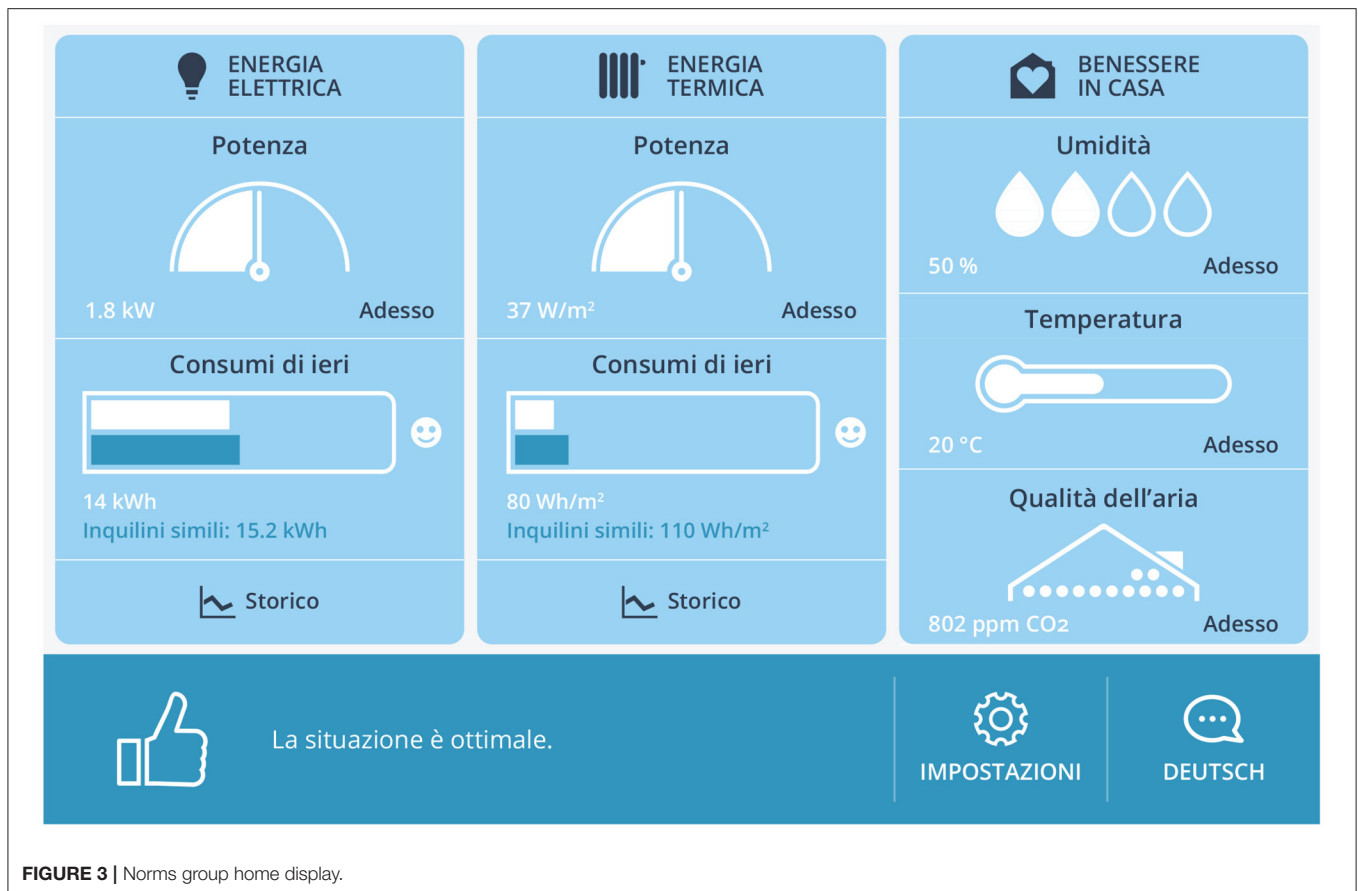 ENERGIA
ELETTRICA
Potenza
1.8 kW
Adesso
Consumi di ieri
14 kWh
Inquilini simili: 15.2 kWh
Storico
ENERGIA
TERMICA
Potenza
37 W/m²
Adesso
Consumi di ieri
80 Wh/m²
Inquilini simili: 110 Wh/m²
Storico
BENESSERE
IN CASA
Umidità
50 %
Adesso
Temperatura
20 °C
Adesso
Qualità dell’aria
802 ppm CO2
Adesso
La situazione è ottimale.
IMPOSTAZIONI
DEUTSCH
FIGURE 3 | Norms group home display.